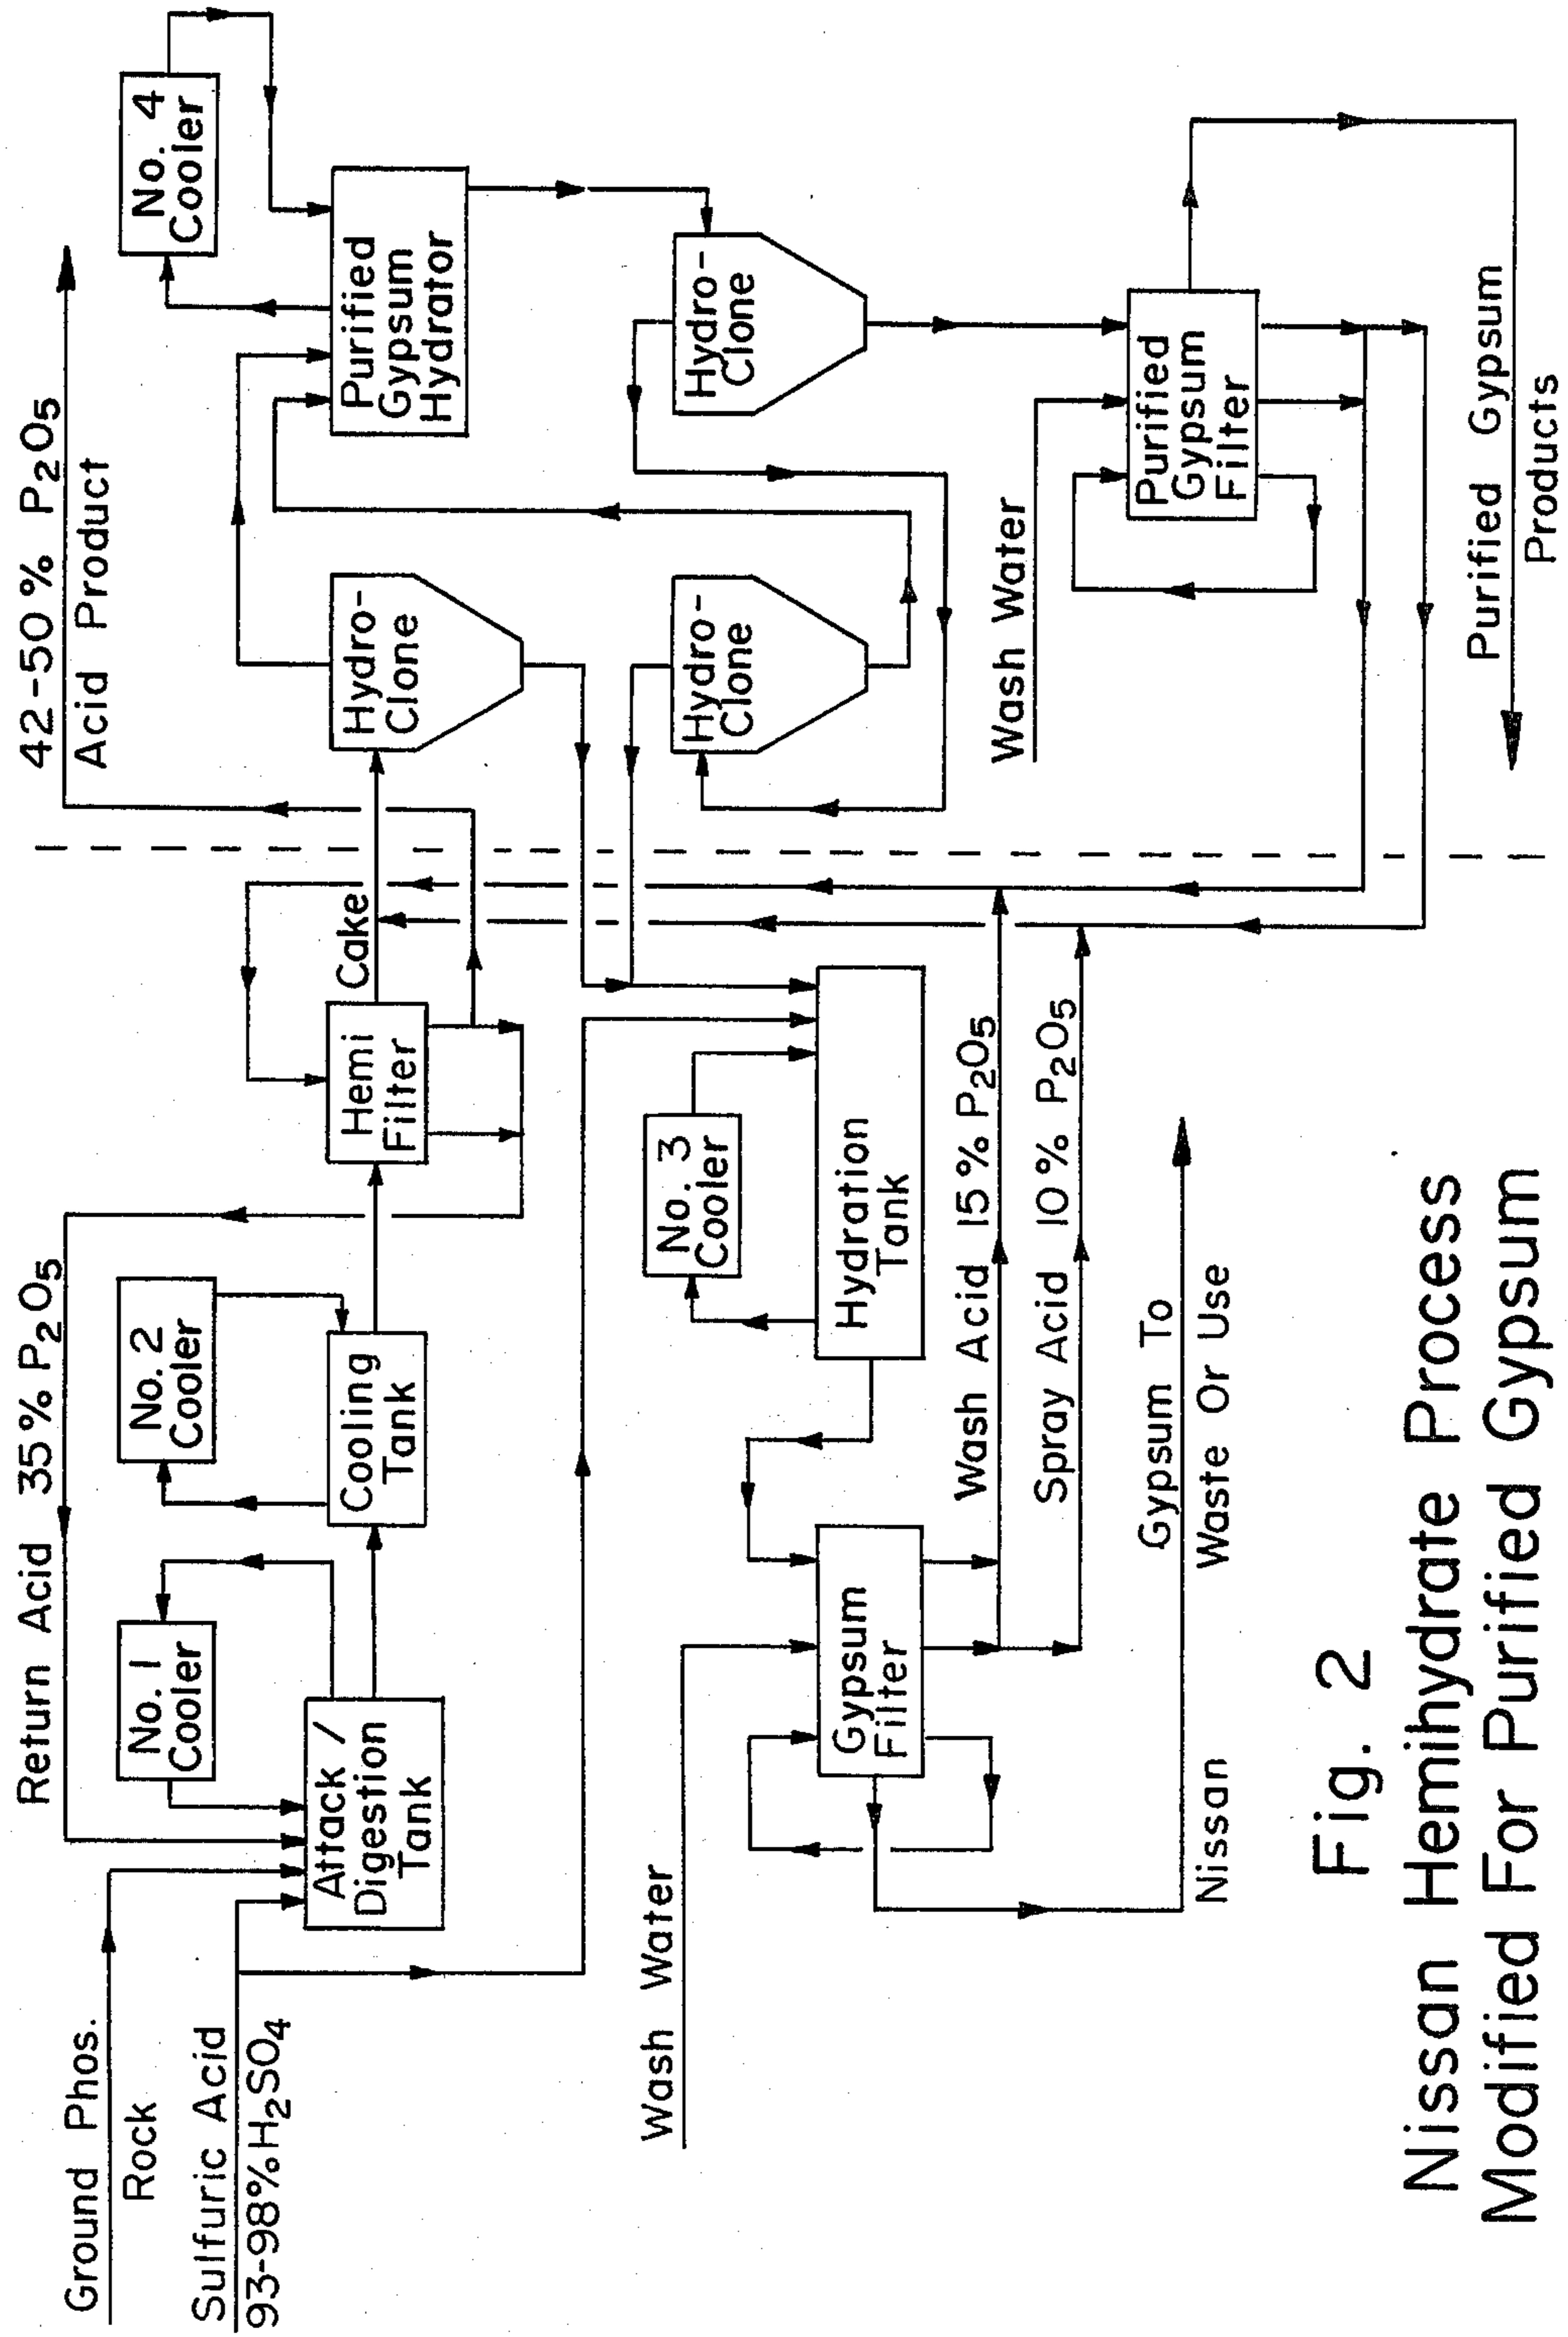 Return Acid 35% P2O5
42-50% P2O5
Acid Product
Ground Phos.
Rock
Sulfuric Acid
93-98% H2SO4
No. 1
Cooler
No. 2
Cooler
No. 4
Cooler
Attack /
Digestion
Tank
Cooling
Tank
Hemi
Filter
Cake
Hydro-
Clone
Purified
Gypsum
Hydrator
No. 3
Cooler
Hydro-
Clone
Hydro-
Clone
Wash Water
Gypsum
Filter
Hydration
Tank
Wash Acid 15% P2O5
Spray Acid 10% P2O5
Wash Water
Purified
Gypsum
Filter
Gypsum To
Waste Or Use
Nissan
Purified Gypsum
Products
Fig. 2
Nissan Hemihydrate Process
Modified For Purified Gypsum